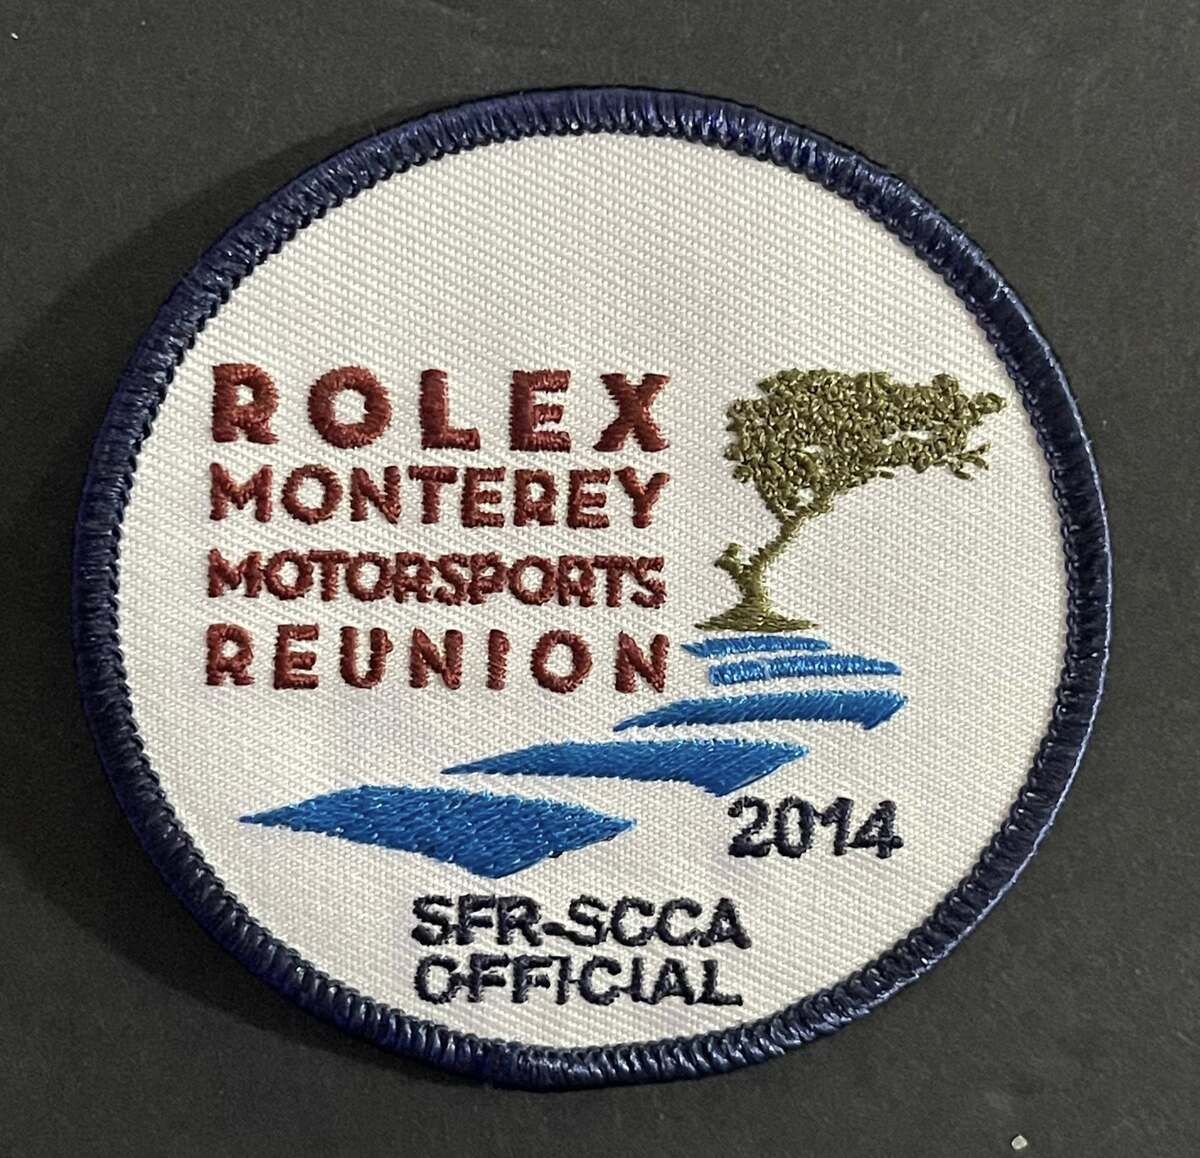 ROLEX
MONTEREY
MOTORSPORTS
REUNION
2014
SFR-SCCA
OFFICIAL